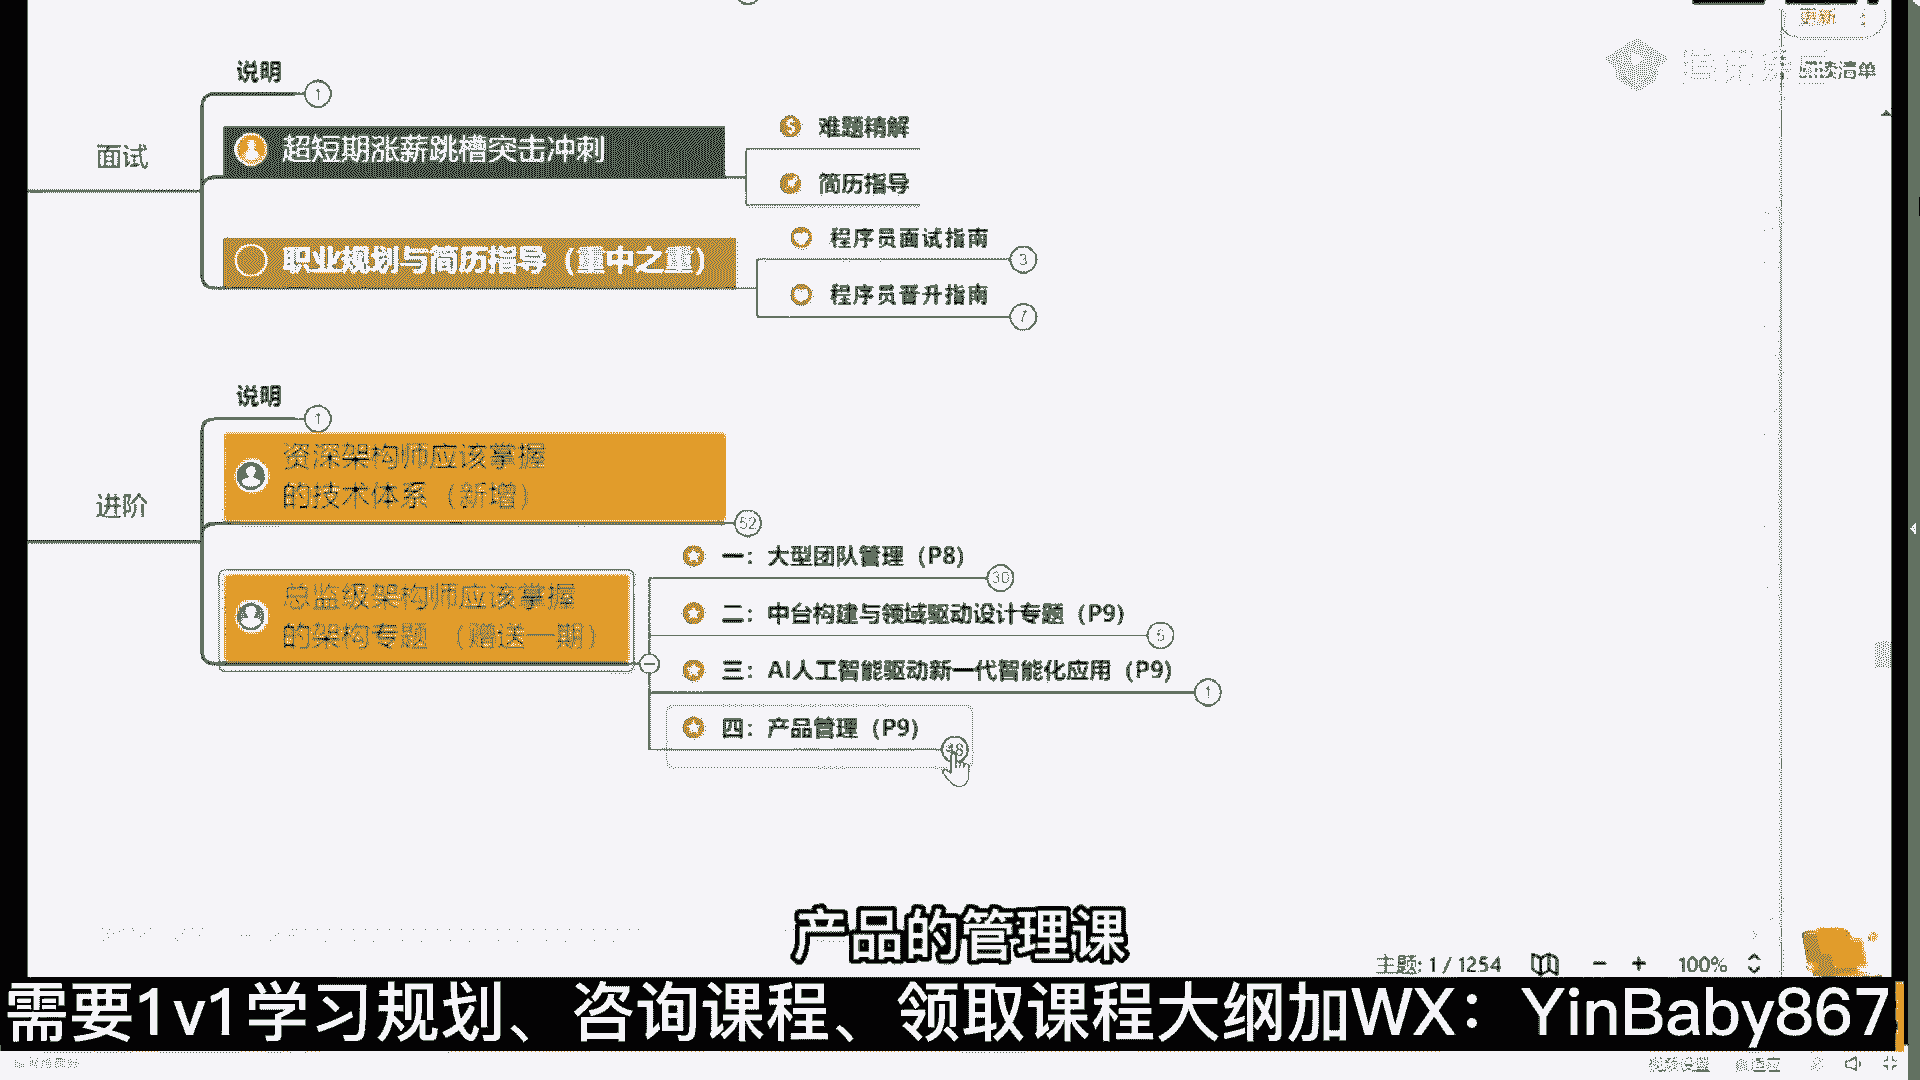 更新
说明
1
阅读清单
难题精解
面试
超短期涨薪跳槽突击冲刺
简历指导
程序员面试指南
职业规划与简历指导（重中之重）
3
程序员晋升指南
7
说明
1
资深架构师应该掌握
的技术体系（新增）
进阶
52
一：大型团队管理（P8）
30
总监级架构师应该掌握
的架构专题 （赠送一期）
二：中台构建与领域驱动设计专题（P9）
5
三：AI人工智能驱动新一代智能化应用（P9）
1
四：产品管理（P9）
48
产品的管理课
主题: 1 / 1254
100%
需要1v1学习规划、咨询课程、领取课程大纲加WX：YinBaby867